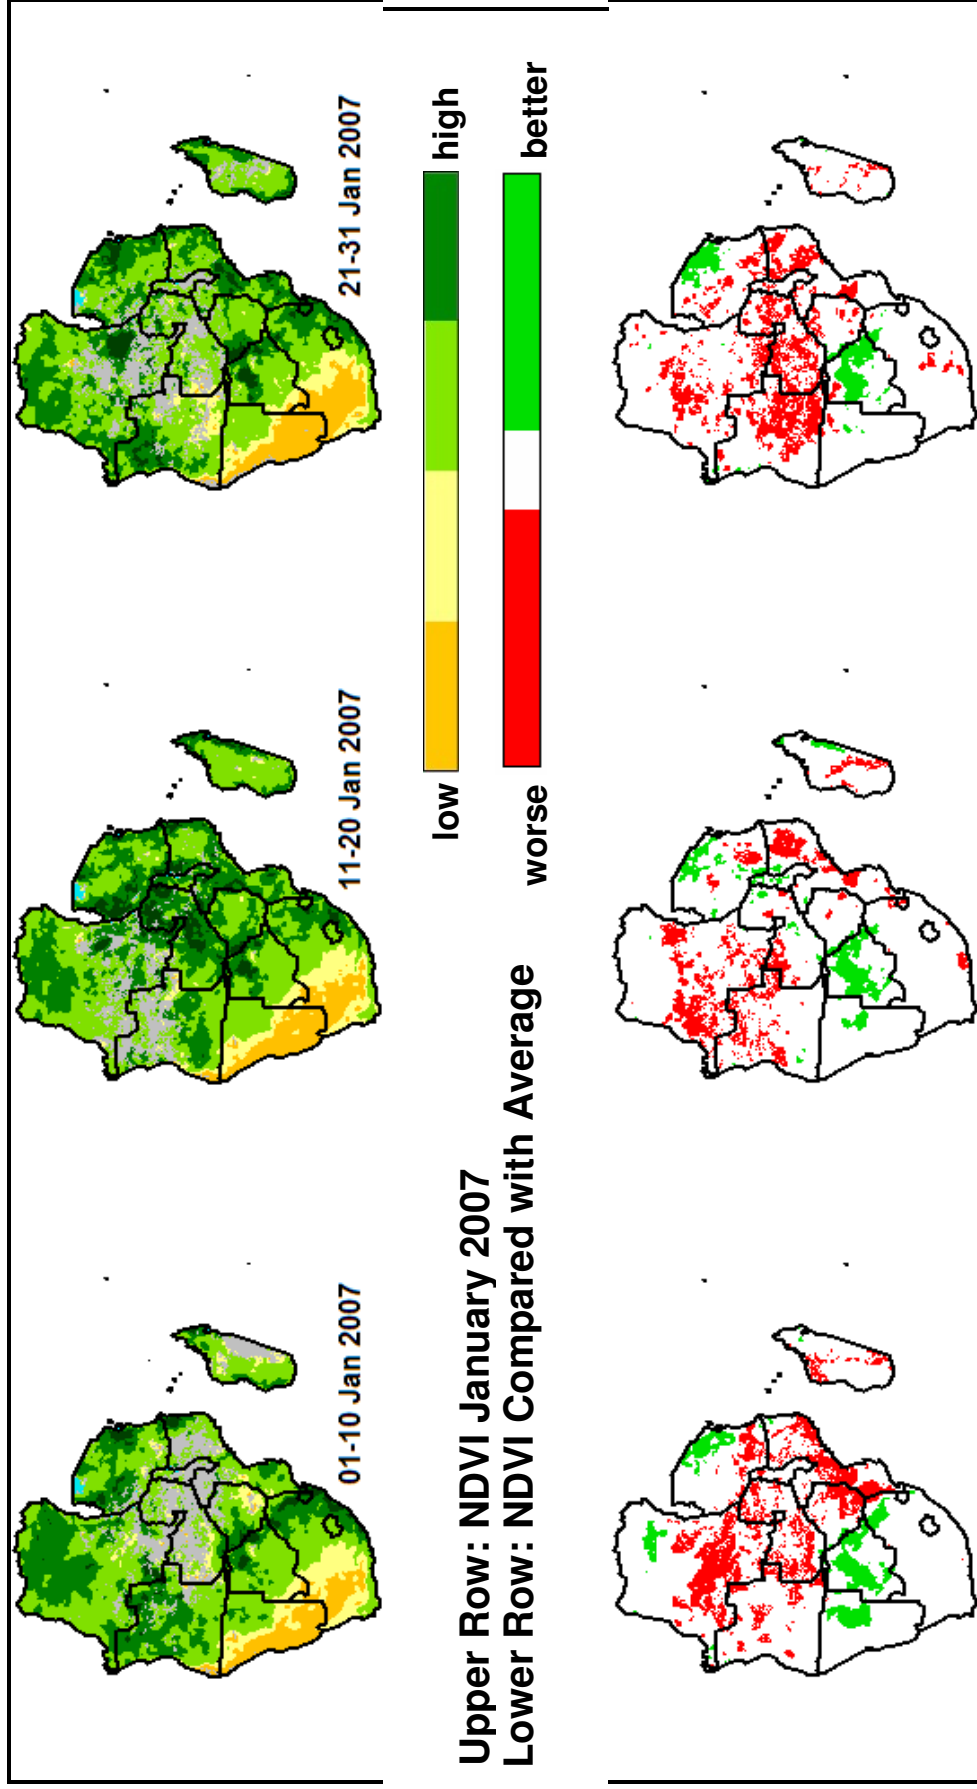 01-10 Jan 2007
11-20 Jan 2007
21-31 Jan 2007
low
high
Upper Row: NDVI January 2007
Lower Row: NDVI Compared with Average
worse
better